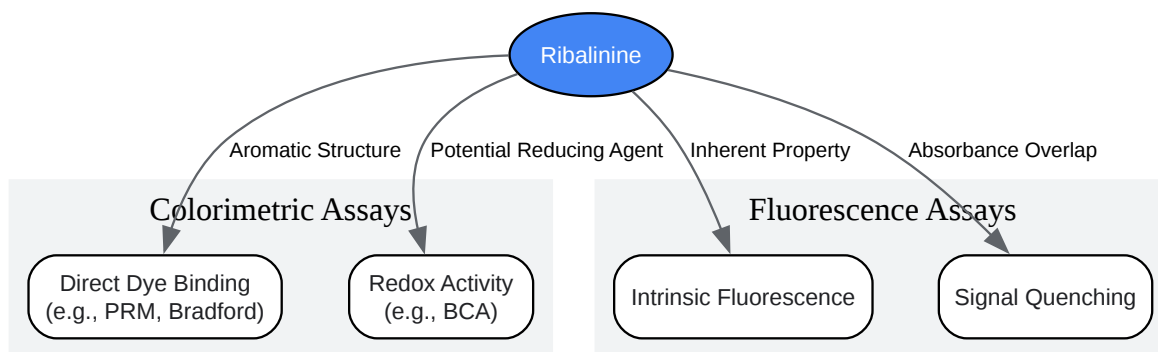 Ribalinine
Aromatic Structure
Potential Reducing Agent
Inherent Property
Absorbance Overlap
Colorimetric Assays
Fluorescence Assays
Direct Dye Binding
(e.g., PRM, Bradford)
Redox Activity
(e.g., BCA)
Intrinsic Fluorescence
Signal Quenching